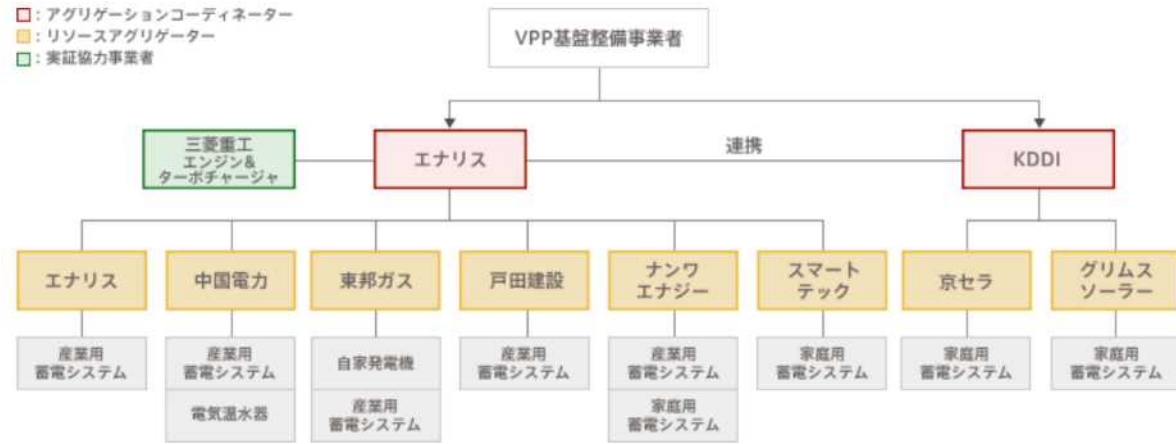 ：アグリゲーションコーディネーター
：リソースアグリゲーター
：実証協力事業者
VPP基盤整備事業者
三菱重工
エンジン&
ターボチャージャ
エナリス
連携
KDDI
エナリス
中国電力
東邦ガス
戸田建設
ナンワ
エナジー
スマート
テック
京セラ
グリムス
ソーラー
産業用
蓄電システム
産業用
蓄電システム
電気温水器
自家発電機
産業用
蓄電システム
産業用
蓄電システム
産業用
蓄電システム
家庭用
蓄電システム
家庭用
蓄電システム
家庭用
蓄電システム
家庭用
蓄電システム